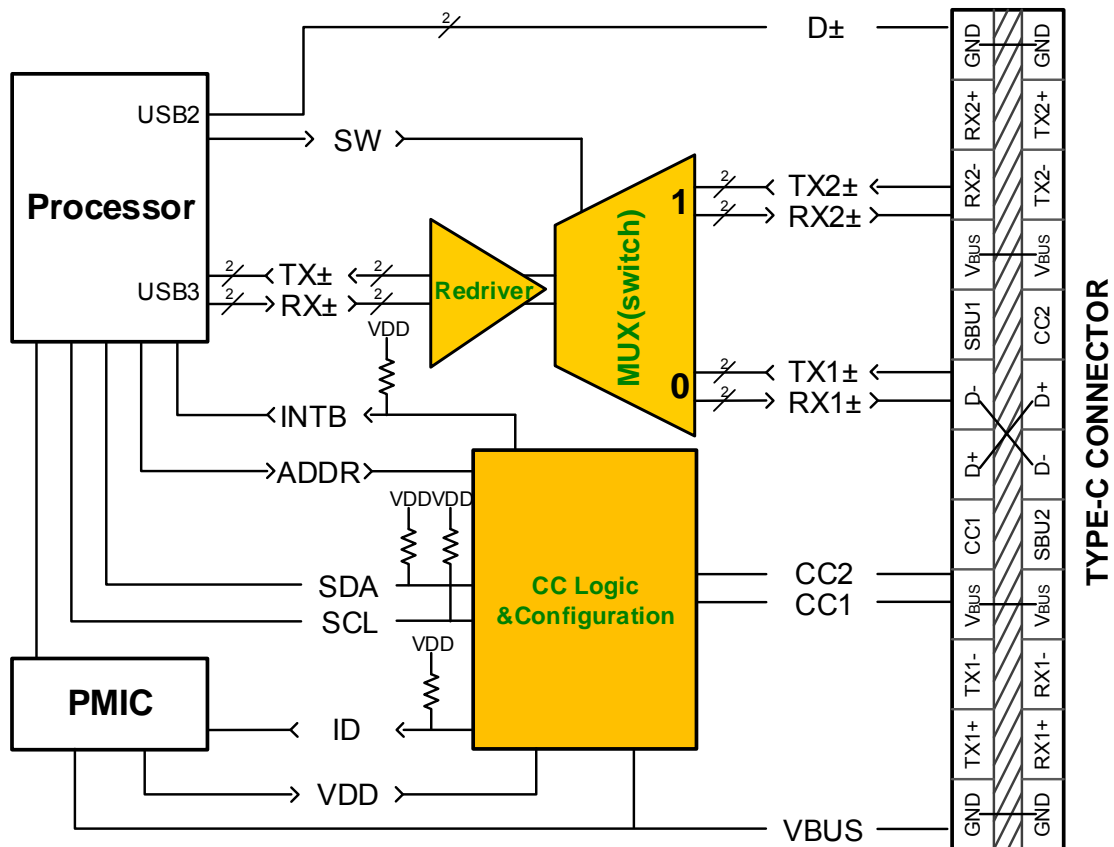 2
D±
USB2
SW
Processor
2
TX2±
1
2
RX2±
MUX(switch)
2
TX±
2
Redriver
USB3
2
RX±
2
VDD
2
TX1±
0
2
RX1±
INTB
ADDR
VDD
VDD
SDA
SCL
CC Logic
&Configuration
CC2
CC1
VDD
PMIC
ID
VDD
VBUS
GND
GND
RX2+
TX2+
RX2-
TX2-
VBUS
VBUS
SBU1
CC2
D-
D+
D+
D-
CC1
SBU2
VBUS
VBUS
TX1-
RX1-
TX1+
RX1+
GND
GND
TYPE-C CONNECTOR